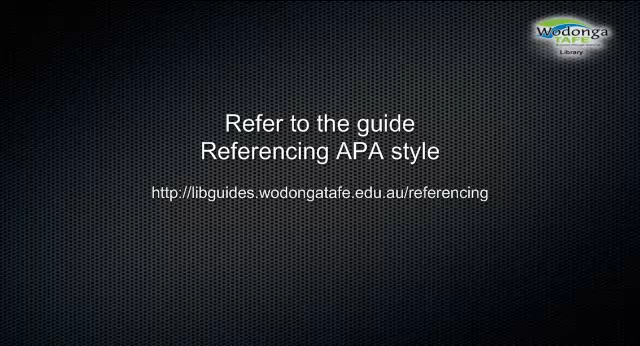 Wodonga
TAFE
Library
Refer to the guide
Referencing APA style
http://libguides.wodongatafe.edu.au/referencing